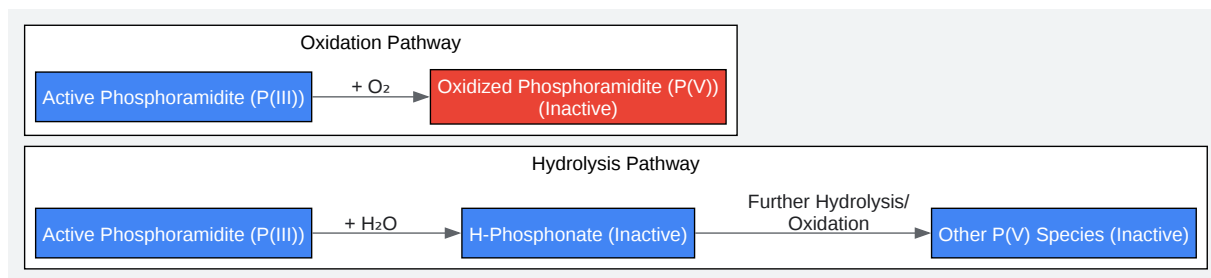 Oxidation Pathway
Active Phosphoramidite (P(III))
+ O₂
Oxidized Phosphoramidite (P(V))
(Inactive)
Hydrolysis Pathway
Active Phosphoramidite (P(III))
+ H₂O
H-Phosphonate (Inactive)
Further Hydrolysis/
Oxidation
Other P(V) Species (Inactive)